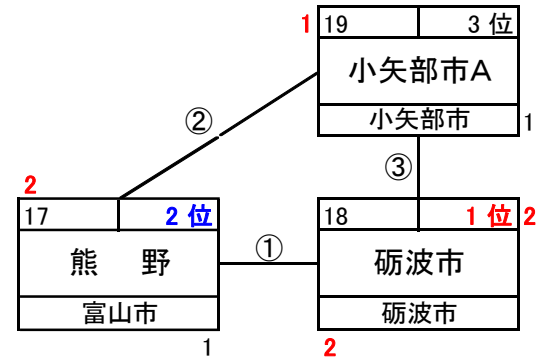 1 19 3 位
小矢部市A
小矢部市 1
②
③
2
17 2 位
熊 野
富山市
1
①
18 1 位 2
砺波市
砺波市
2